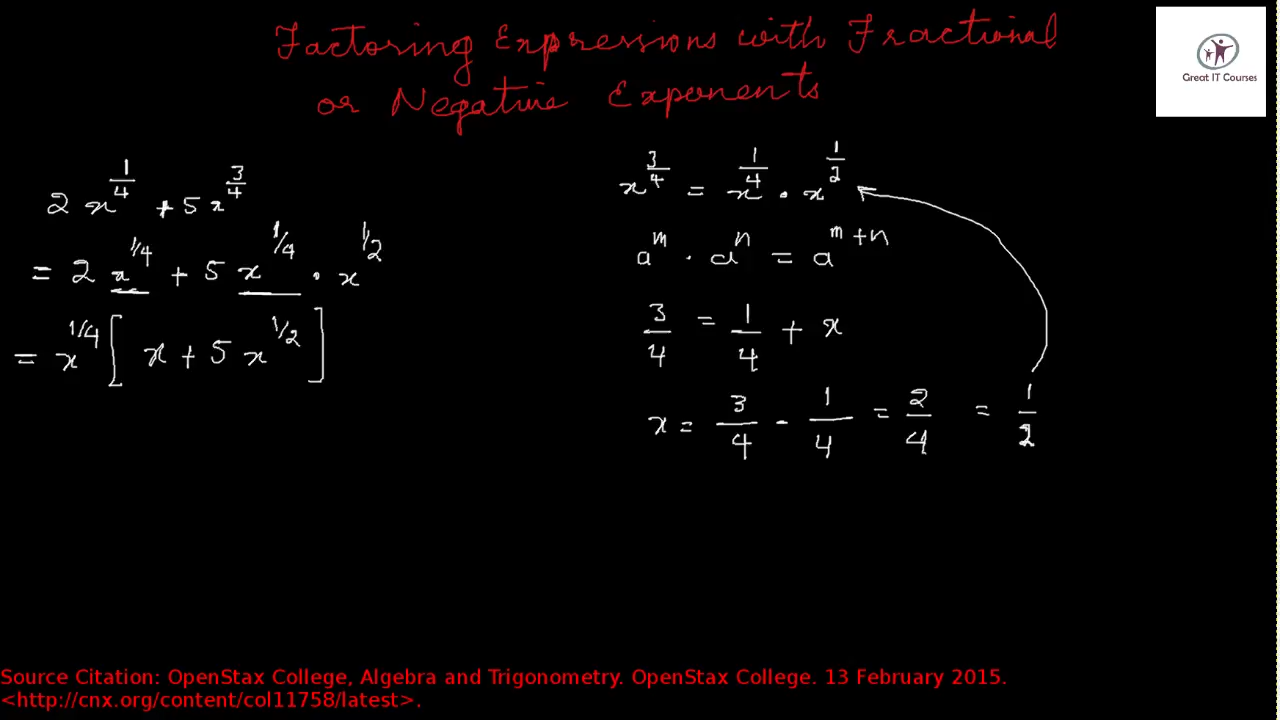 Factoring Expressions with Fractional
or Negative Exponents
Great IT Courses
2x^{1/4} + 5x^{3/4}
= 2x^{1/4} + 5x^{1/4} · x^{1/2}
= x^{1/4} [ x + 5x^{1/2} ]
x^{3/4} = x^{1/4} · x^{1/2}
a^m · a^n = a^{m+n}
3/4 = 1/4 + x
x = 3/4 - 1/4 = 2/4 = 1/2
Source Citation: OpenStax College, Algebra and Trigonometry. OpenStax College. 13 February 2015.
<http://cnx.org/content/col11758/latest>.